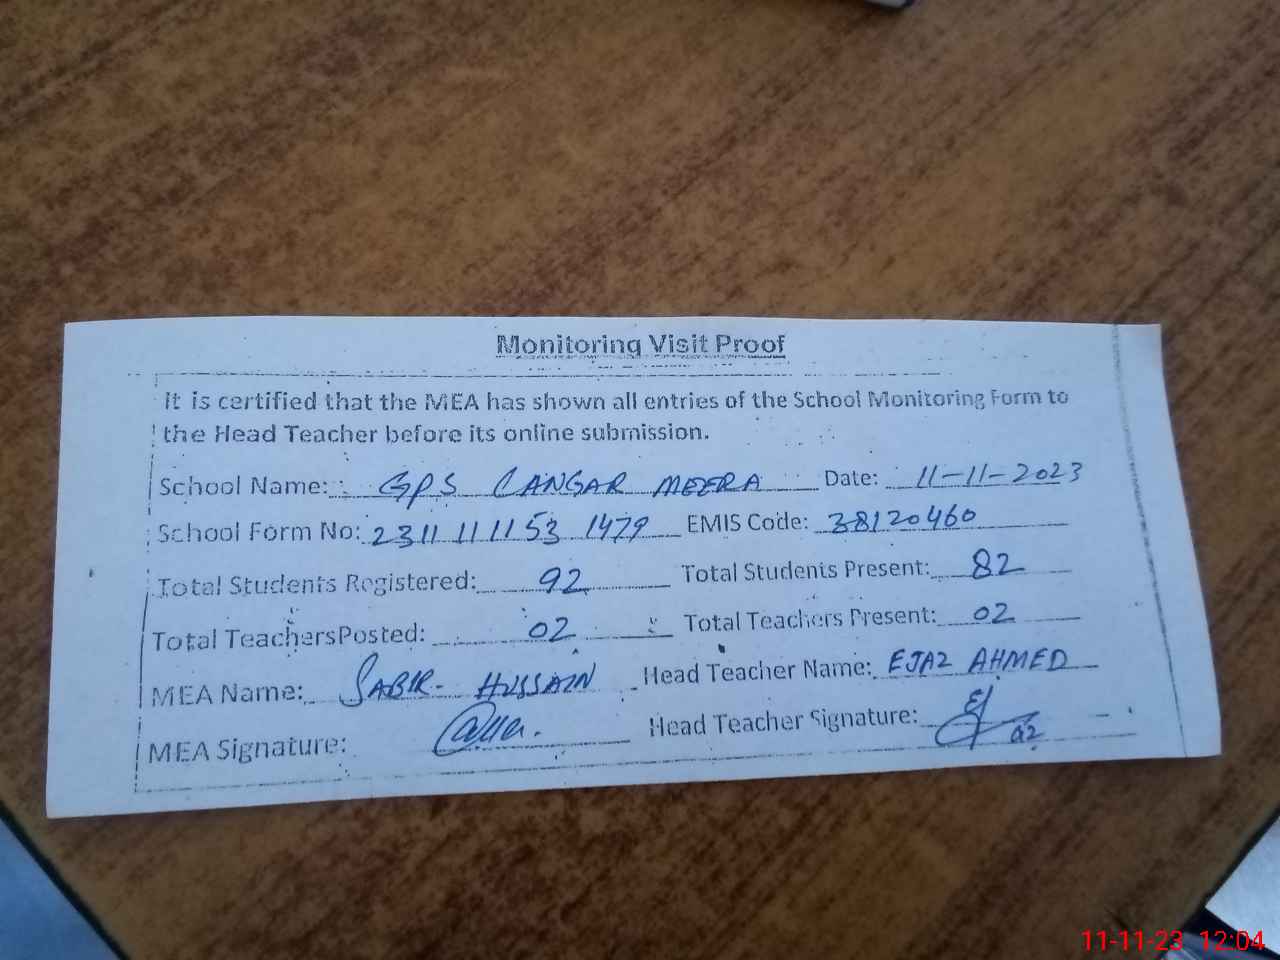 Monitoring Visit Proof
It is certified that the MEA has shown all entries of the School Monitoring Form to
the Head Teacher before its online submission.
School Name: GPS CANGAR MEERA Date: 11-11-2023
School Form No: 2311 11 1153 1479 EMIS Code: 38120460
Total Students Registered: 92 Total Students Present: 82
Total Teachers Posted: 02 Total Teachers Present: 02
MEA Name: SABIR HUSSAIN Head Teacher Name: EJAZ AHMED
MEA Signature: Head Teacher Signature:
11-11-23 12:04